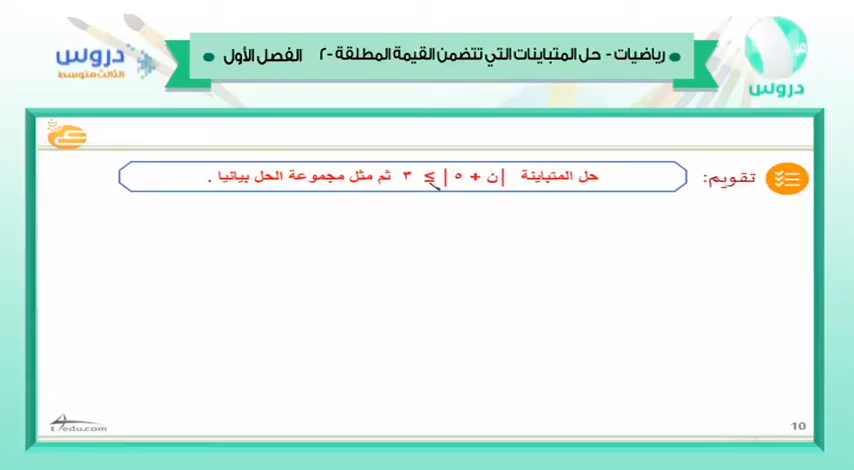 رياضيات - حل المتباينات التي تتضمن القيمة المطلقة -٢ الفصل الأول
دروس
الثالث متوسط
عين
دروس
تقويم:
حل المتباينة |ن + ٥| ≥ ٣ ثم مثل مجموعة الحل بيانيا .
t4edu.com
10